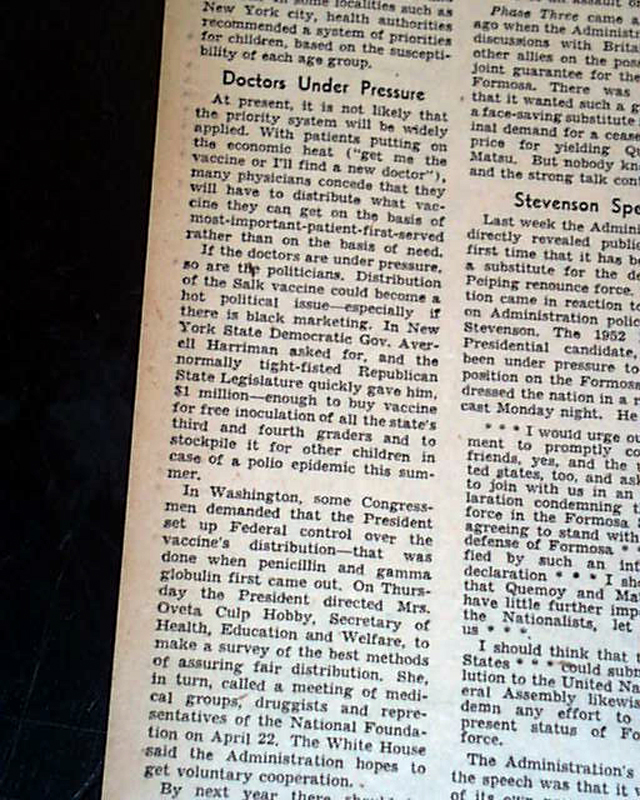 in some localities such as
New York city, health authorities
recommended a system of priorities
for children, based on the suscepti-
bility of each age group.
Doctors Under Pressure
At present, it is not likely that
the priority system will be widely
applied. With patients putting on
the economic heat ("get me the
vaccine or I'll find a new doctor"),
many physicians concede that they
will have to distribute what vac-
cine they can get on the basis of
most-important-patient-first-served
rather than on the basis of need.
If the doctors are under pressure,
so are the politicians. Distribution
of the Salk vaccine could become a
hot political issue—especially if
there is black marketing. In New
York State Democratic Gov. Aver-
ell Harriman asked for, and the
normally tight-fisted Republican
State Legislature quickly gave him,
$1 million—enough to buy vaccine
for free inoculation of all the state's
third and fourth graders and to
stockpile it for other children in
case of a polio epidemic this sum-
mer.
In Washington, some Congress-
men demanded that the President
set up Federal control over the
vaccine's distribution—that was
done when penicillin and gamma
globulin first came out. On Thurs-
day the President directed Mrs.
Oveta Culp Hobby, Secretary of
Health, Education and Welfare, to
make a survey of the best methods
of assuring fair distribution. She,
in turn, called a meeting of medi-
cal groups, druggists and repre-
sentatives of the National Founda-
tion on April 22. The White House
said the Administration hopes to
get voluntary cooperation.
By next year there
Phase Three came
ago when the Administ
discussions with Brita
other allies on the pos
joint guarantee for the
Formosa. There was
that it wanted such a g
a face-saving substitute
inal demand for a cease
price for yielding Qu
Matsu. But nobody kn
and the strong talk con
Stevenson Spe
Last week the Admini
directly revealed public
first time that it has be
a substitute for the de
Peiping renounce force.
tion came in reaction to
on Administration polic
Stevenson. The 1952
Presidential candidate,
been under pressure to
position on the Formos
dressed the nation in a r
cast Monday night. He
* * * I would urge ou
ment to promptly co
friends, yes, and the u
ted states, too, and ask
to join with us in an
laration condemning t
force in the Formosa S
agreeing to stand with
defense of Formosa * *
fied by such an int
declaration * * * I sh
that Quemoy and Ma
have little further imp
the Nationalists, let
us * * *.
I should think that t
States * * * could subm
lution to the United Na
eral Assembly likewis
demn any effort to
present status of Fo
force.
The Administration's
the speech was that it
of its own